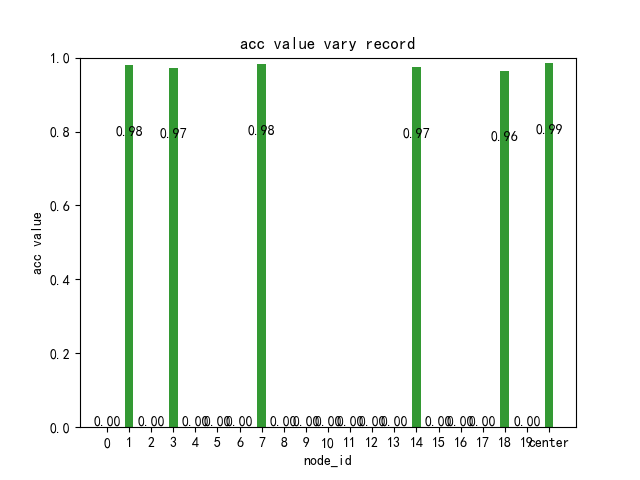 acc value vary record
1.0
0.8
0.6
0.4
0.2
0.0
acc value
0.98 0.97 0.98 0.97 0.96 0.99
0.00 0.00 0.00 0.00 0.00 0.00 0.00 0.00 0.00 0.00 0.00 0.00 0.00 0.00 0.00
0 1 2 3 4 5 6 7 8 9 10 11 12 13 14 15 16 17 18 19 center
node_id